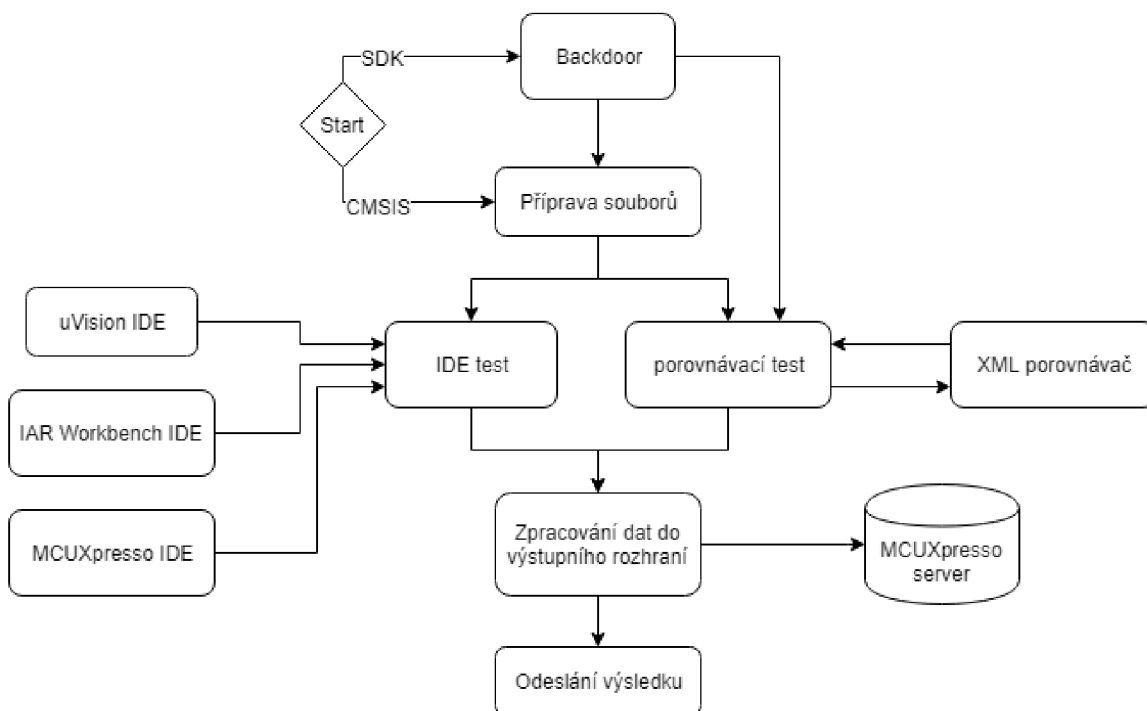 SDK
Backdoor
Start
CMSIS
Příprava souborů
uVision IDE
IDE test
porovnávací test
XML porovnávač
IAR Workbench IDE
MCUXpresso IDE
Zpracování dat do
výstupního rozhraní
MCUXpresso
server
Odeslání výsledku